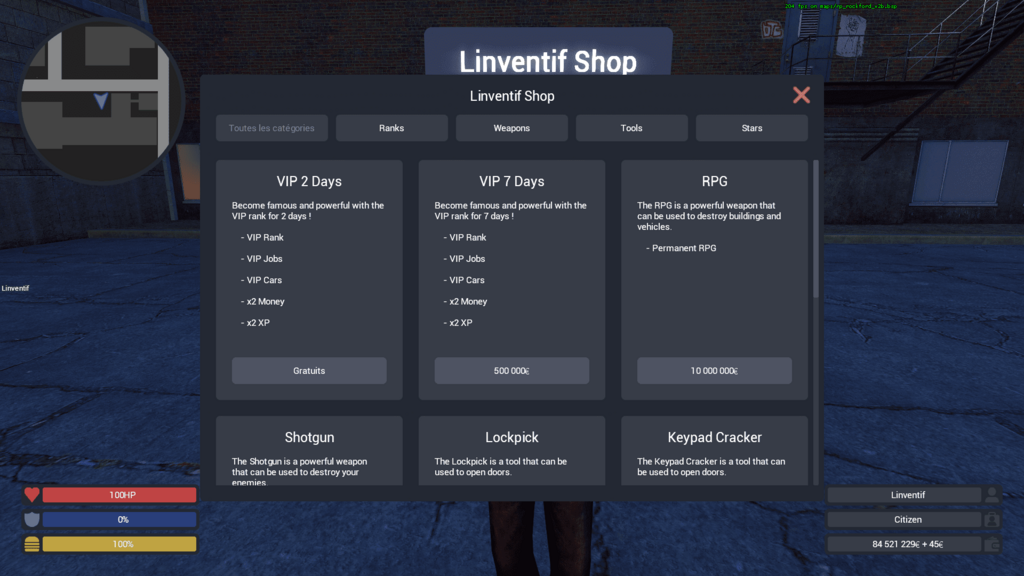 204 fps on maps/rp_rockford_v2b.bsp
Linventif Shop
Linventif Shop
Toutes les catégories
Ranks
Weapons
Tools
Stars
VIP 2 Days
Become famous and powerful with the
VIP rank for 2 days !
- VIP Rank
- VIP Jobs
- VIP Cars
- x2 Money
- x2 XP
Gratuits
VIP 7 Days
Become famous and powerful with the
VIP rank for 7 days !
- VIP Rank
- VIP Jobs
- VIP Cars
- x2 Money
- x2 XP
500 000€
RPG
The RPG is a powerful weapon that
can be used to destroy buildings and
vehicles.
- Permanent RPG
10 000 000€
Shotgun
The Shotgun is a powerful weapon
that can be used to destroy your
enemies.
Lockpick
The Lockpick is a tool that can be
used to open doors.
Keypad Cracker
The Keypad Cracker is a tool that can
be used to open doors.
Linventif
100HP
0%
100%
Linventif
Citizen
84 521 229€ + 45€